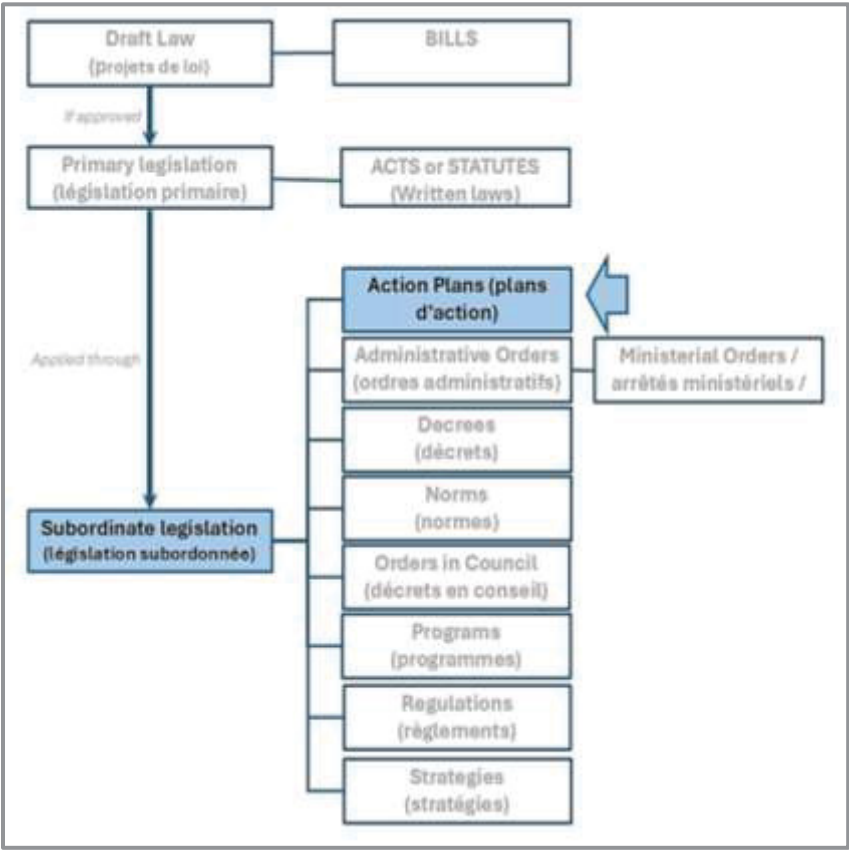 Draft Law
(projets de loi)
BILLS
If approved
Primary legislation
(législation primaire)
ACTS or STATUTES
(Written laws)
Action Plans (plans
d'action)
Applied through
Administrative Orders
(ordres administratifs)
Ministerial Orders /
arrêtés ministériels /
Decrees
(décrets)
Norms
(normes)
Subordinate legislation
(législation subordonnée)
Orders in Council
(décrets en conseil)
Programs
(programmes)
Regulations
(règlements)
Strategies
(stratégies)